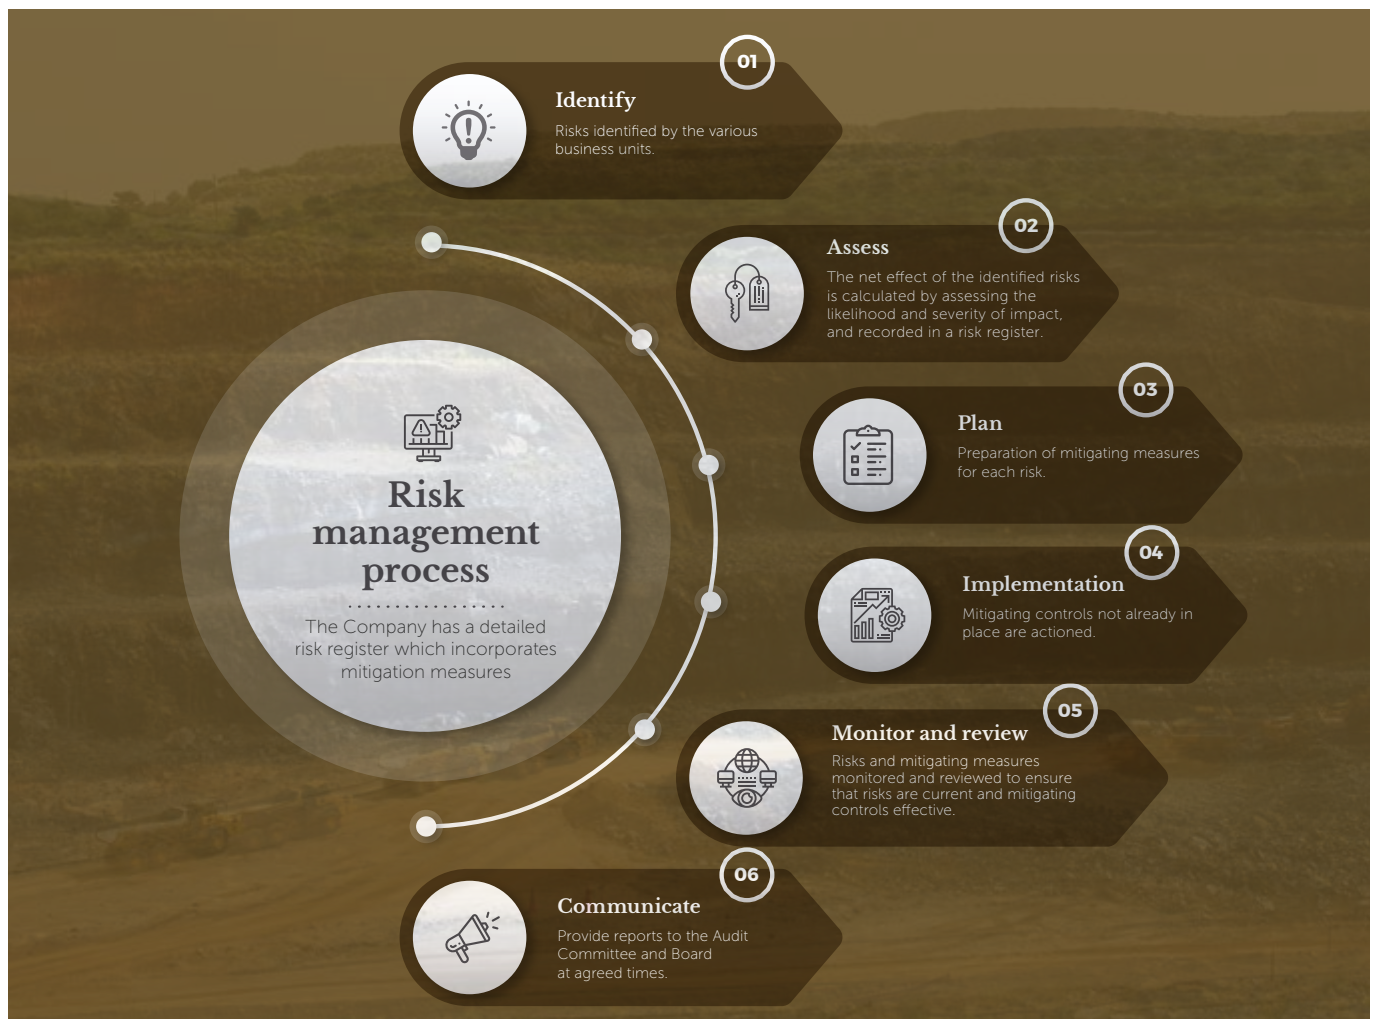 01
Identify
Risks identified by the various
business units.
02
Assess
The net effect of the identified risks
is calculated by assessing the
likelihood and severity of impact,
and recorded in a risk register.
03
Plan
Preparation of mitigating measures
for each risk.
Risk
management
process
The Company has a detailed
risk register which incorporates
mitigation measures
04
Implementation
Mitigating controls not already in
place are actioned.
05
Monitor and review
Risks and mitigating measures
monitored and reviewed to ensure
that risks are current and mitigating
controls effective.
06
Communicate
Provide reports to the Audit
Committee and Board
at agreed times.